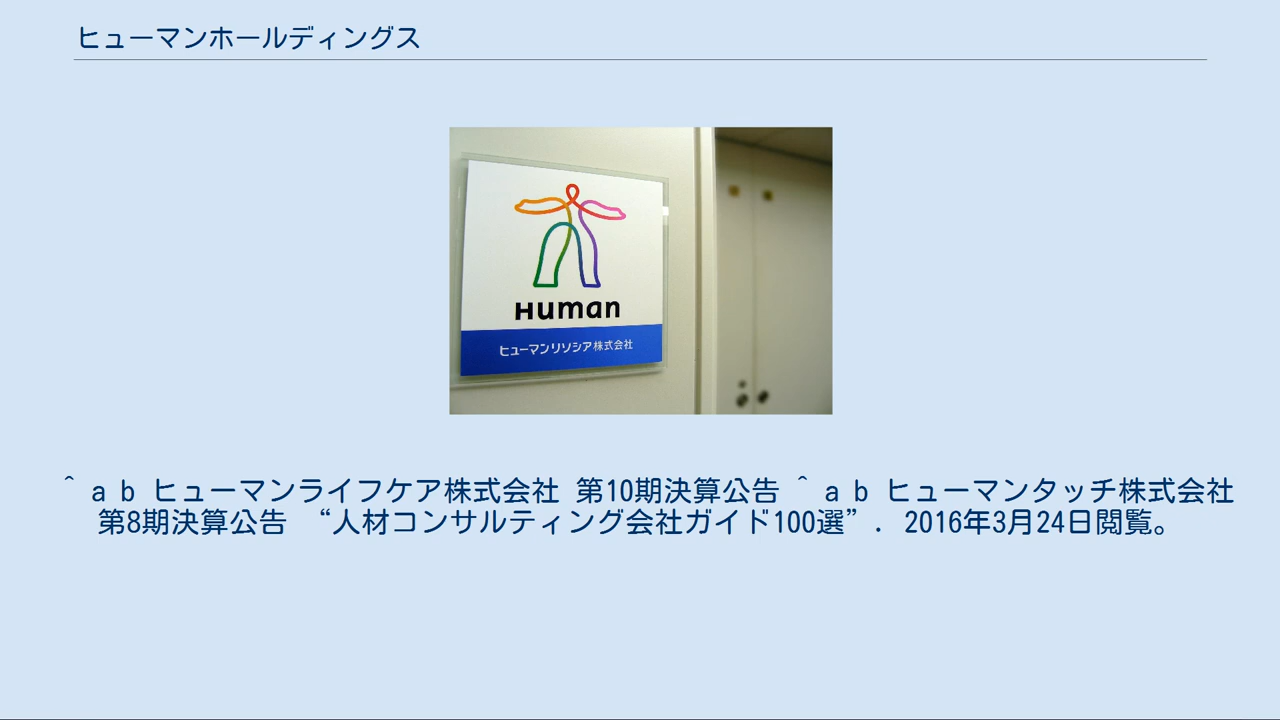 ヒューマンホールディングス
Human
ヒューマンリソシア株式会社
^ a b ヒューマンライフケア株式会社 第10期決算公告 ^ a b ヒューマンタッチ株式会社
第8期決算公告 “人材コンサルティング会社ガイド100選”. 2016年3月24日閲覧。